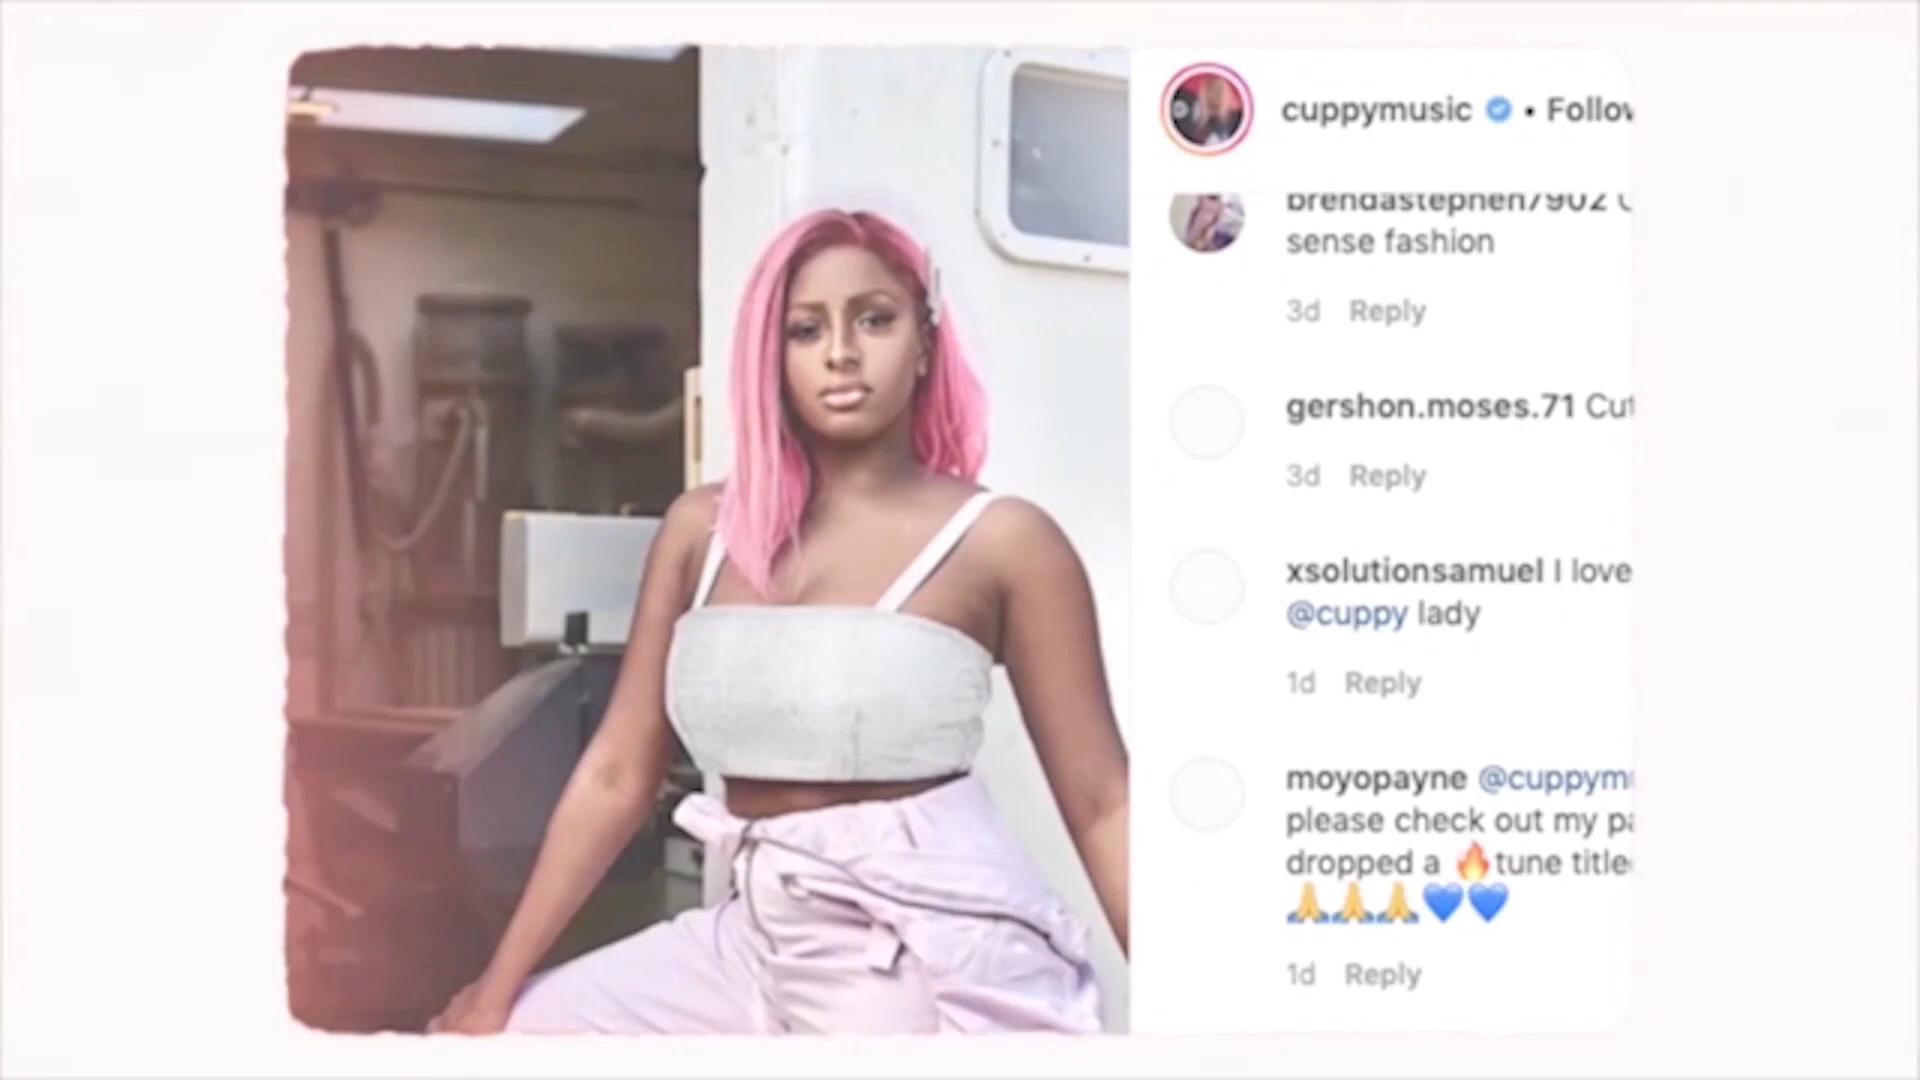 cuppymusic • Follow
brendastephen7902
sense fashion
3d Reply
gershon.moses.71
3d Reply
xsolutionsamuel I love
@cuppy lady
1d Reply
moyopayne
please check out my
dropped a 🔥tune
🙏🙏🙏💙💙
1d Reply